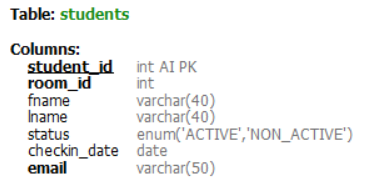 Table: students
Columns:
student_id int AI PK
room_id int
fname varchar(40)
lname varchar(40)
status enum('ACTIVE','NON_ACTIVE')
checkin_date date
email varchar(50)